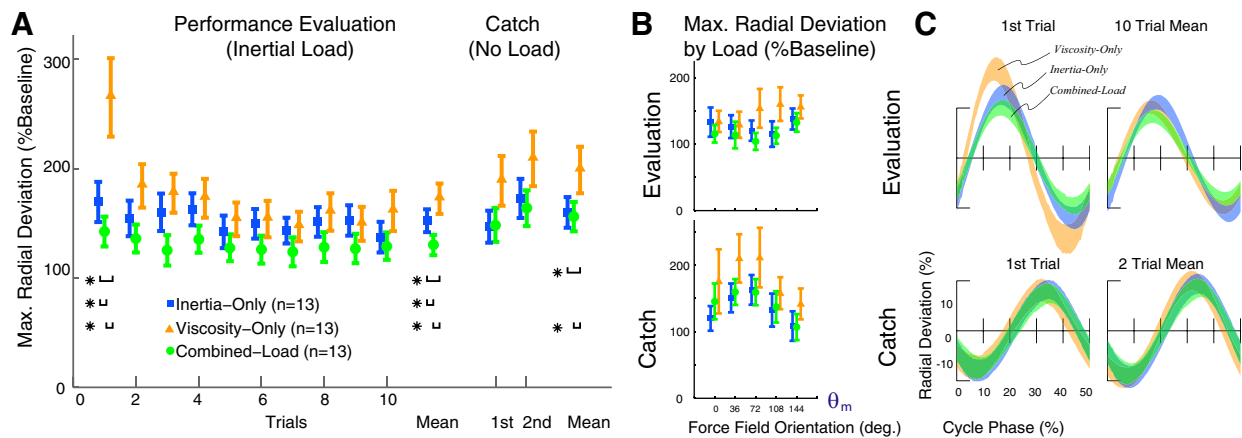 A
Performance Evaluation
(Inertial Load)
Catch
(No Load)
Max. Radial Deviation (%Baseline)
300
200
100
0
* Inertia-Only (n=13)
* Viscosity-Only (n=13)
* Combined-Load (n=13)
*
*
*
*
*
0 2 4 6 8 10 Mean 1st 2nd Mean
Trials
B
Max. Radial Deviation
by Load (%Baseline)
Evaluation
200
100
0
Catch
200
100
0
0 36 72 108 144 θm
Force Field Orientation (deg.)
C
1st Trial
10 Trial Mean
Viscosity-Only
Inertia-Only
Combined-Load
Evaluation
1st Trial
2 Trial Mean
Catch
Radial Deviation (%)
10
0
-10
0 10 20 30 40 50
Cycle Phase (%)